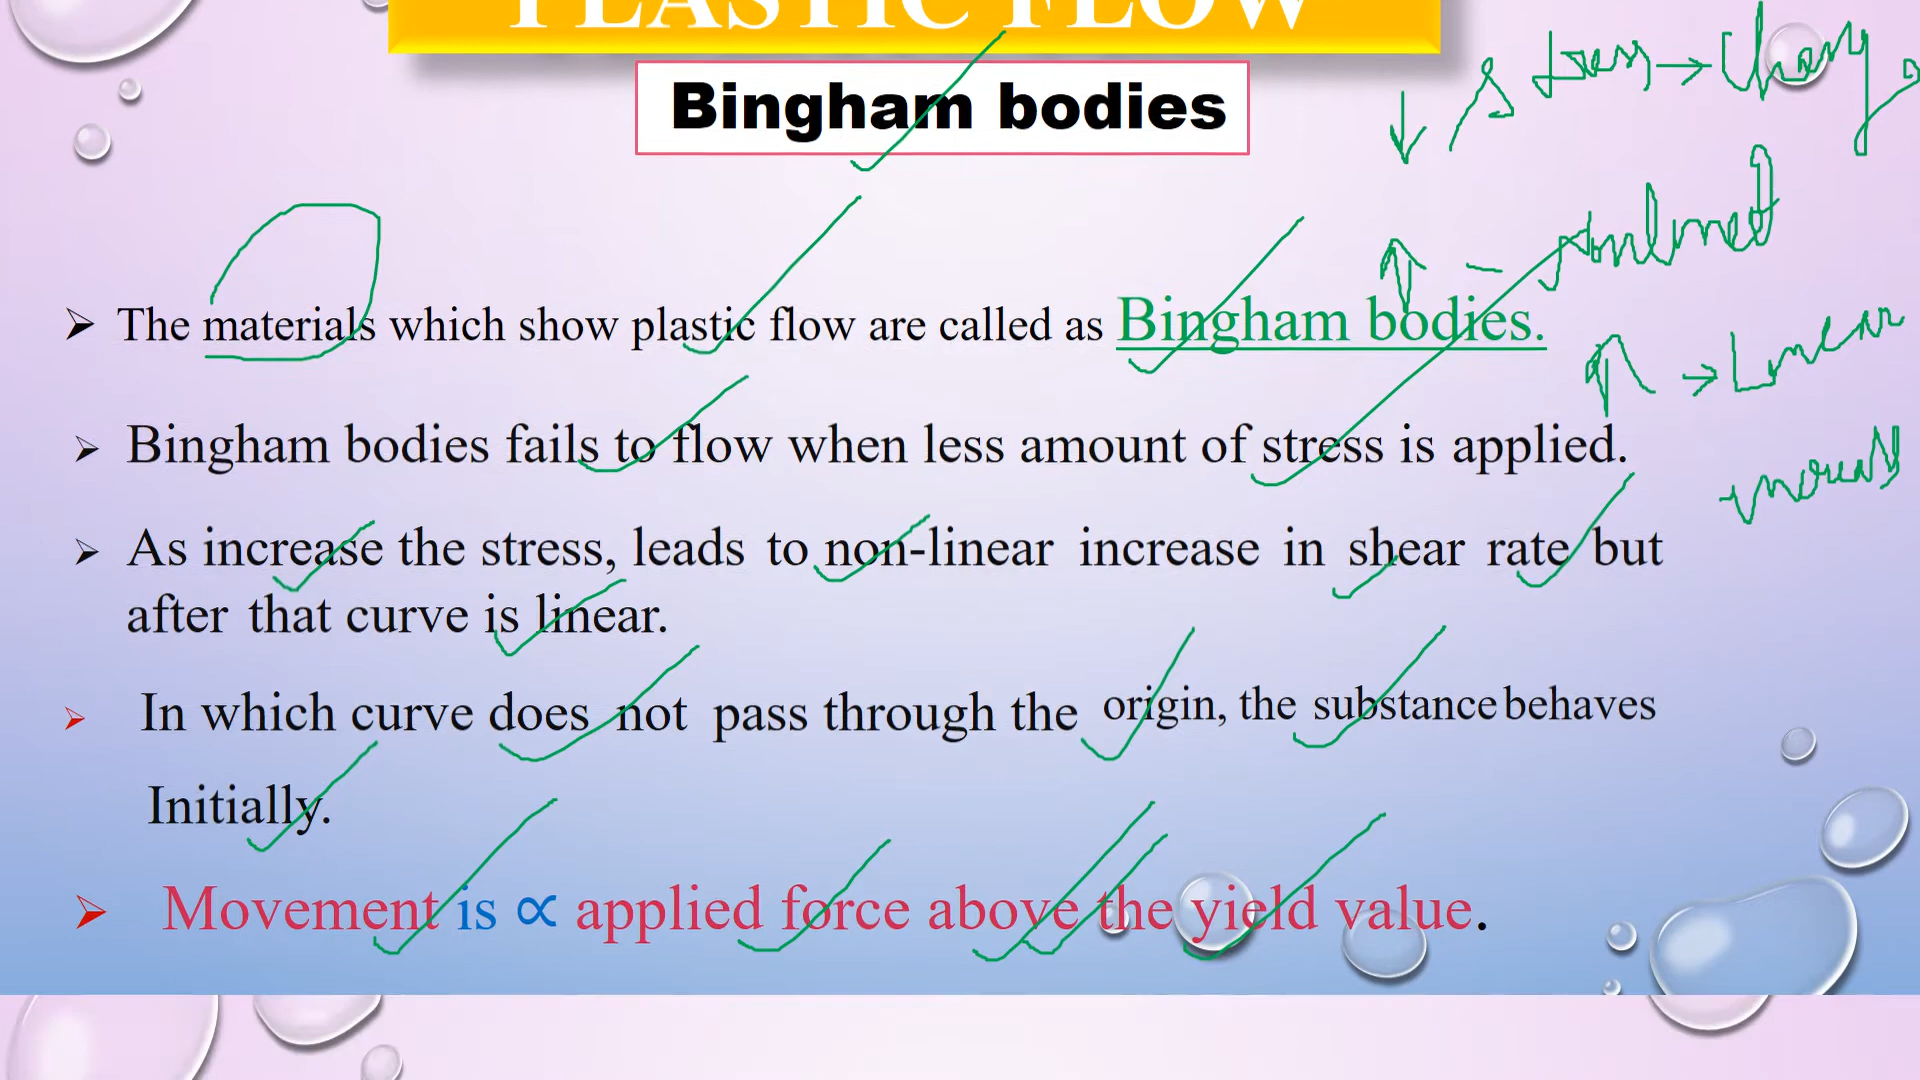 PLASTIC FLOW
Bingham bodies
➢ The materials which show plastic flow are called as Bingham bodies.
➢ Bingham bodies fails to flow when less amount of stress is applied.
➢ As increase the stress, leads to non-linear increase in shear rate but
after that curve is linear.
➢ In which curve does not pass through the origin, the substance behaves
Initially.
➢ Movement is ∝ applied force above the yield value.
↓ stress →
↑ -
↑ → Linear